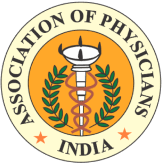 ASSOCIATION OF PHYSICIANS
INDIA